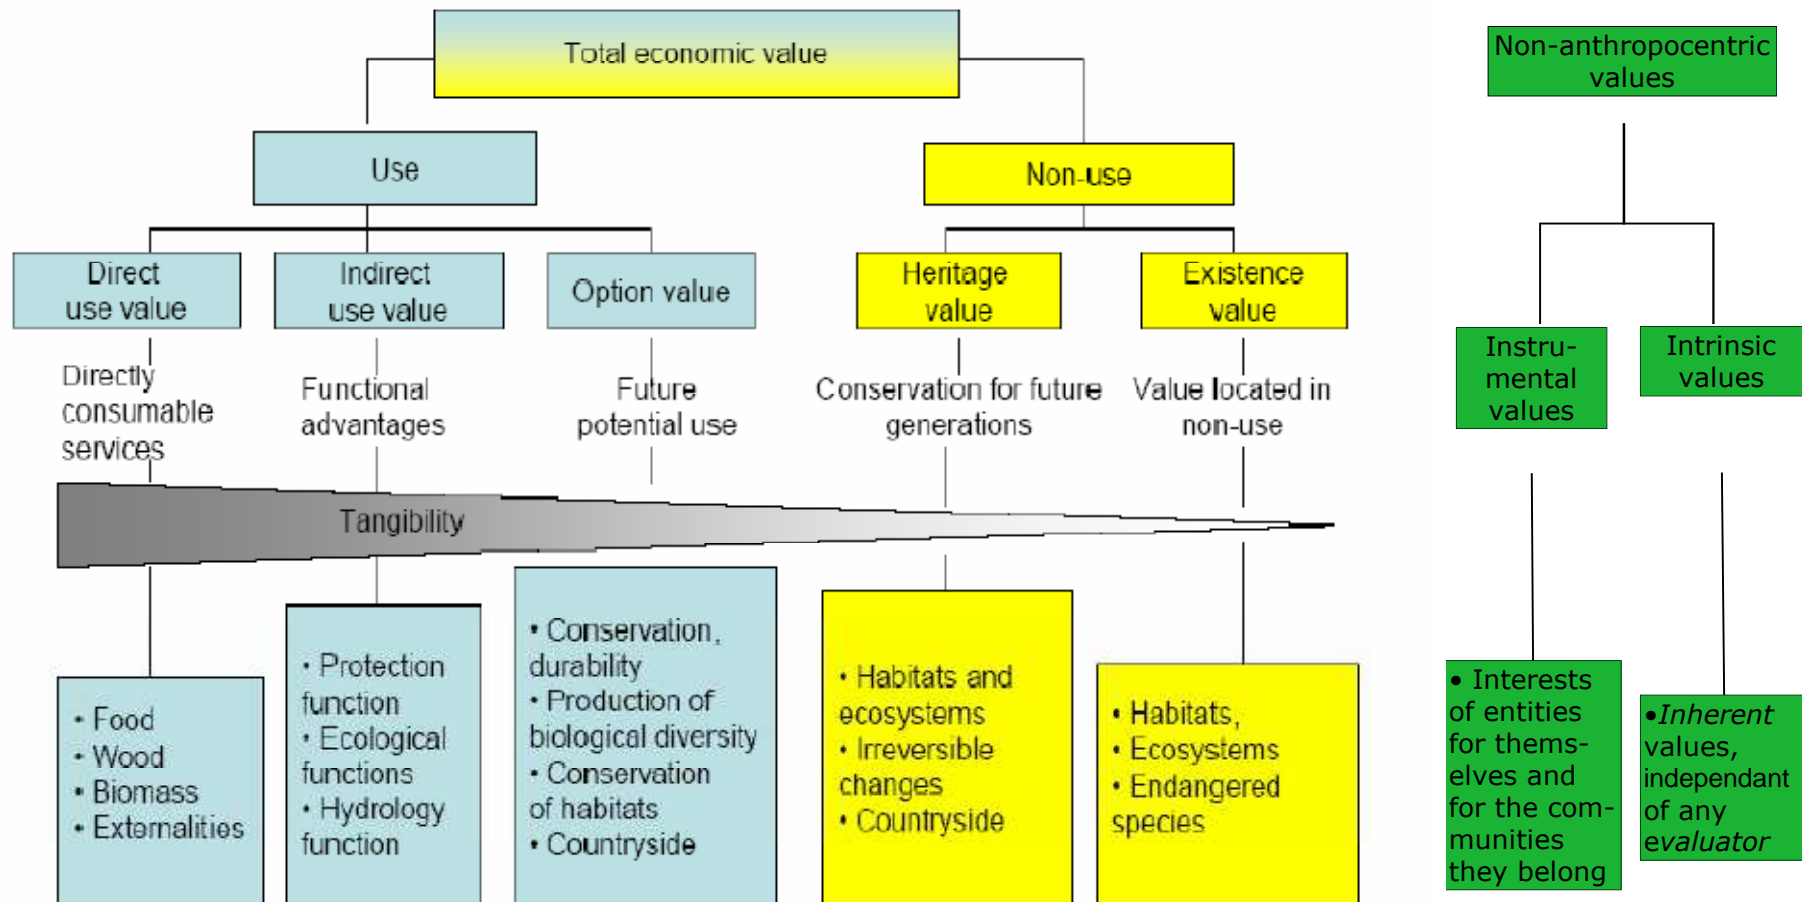 Total economic value
Non-anthropocentric
values
Use
Non-use
Direct
use value
Indirect
use value
Option value
Heritage
value
Existence
value
Instru-
mental
values
Intrinsic
values
Directly
consumable
services
Functional
advantages
Future
potential use
Conservation for future
generations
Value located in
non-use
Tangibility
• Food
• Wood
• Biomass
• Externalities
• Protection
function
• Ecological
functions
• Hydrology
function
• Conservation,
durability
• Production of
biological diversity
• Conservation
of habitats
• Countryside
• Habitats and
ecosystems
• Irreversible
changes
• Countryside
• Habitats,
• Ecosystems
• Endangered
species
• Interests
of entities
for thems-
elves and
for the com-
munities
they belong
•Inherent
values,
independant
of any
evaluator